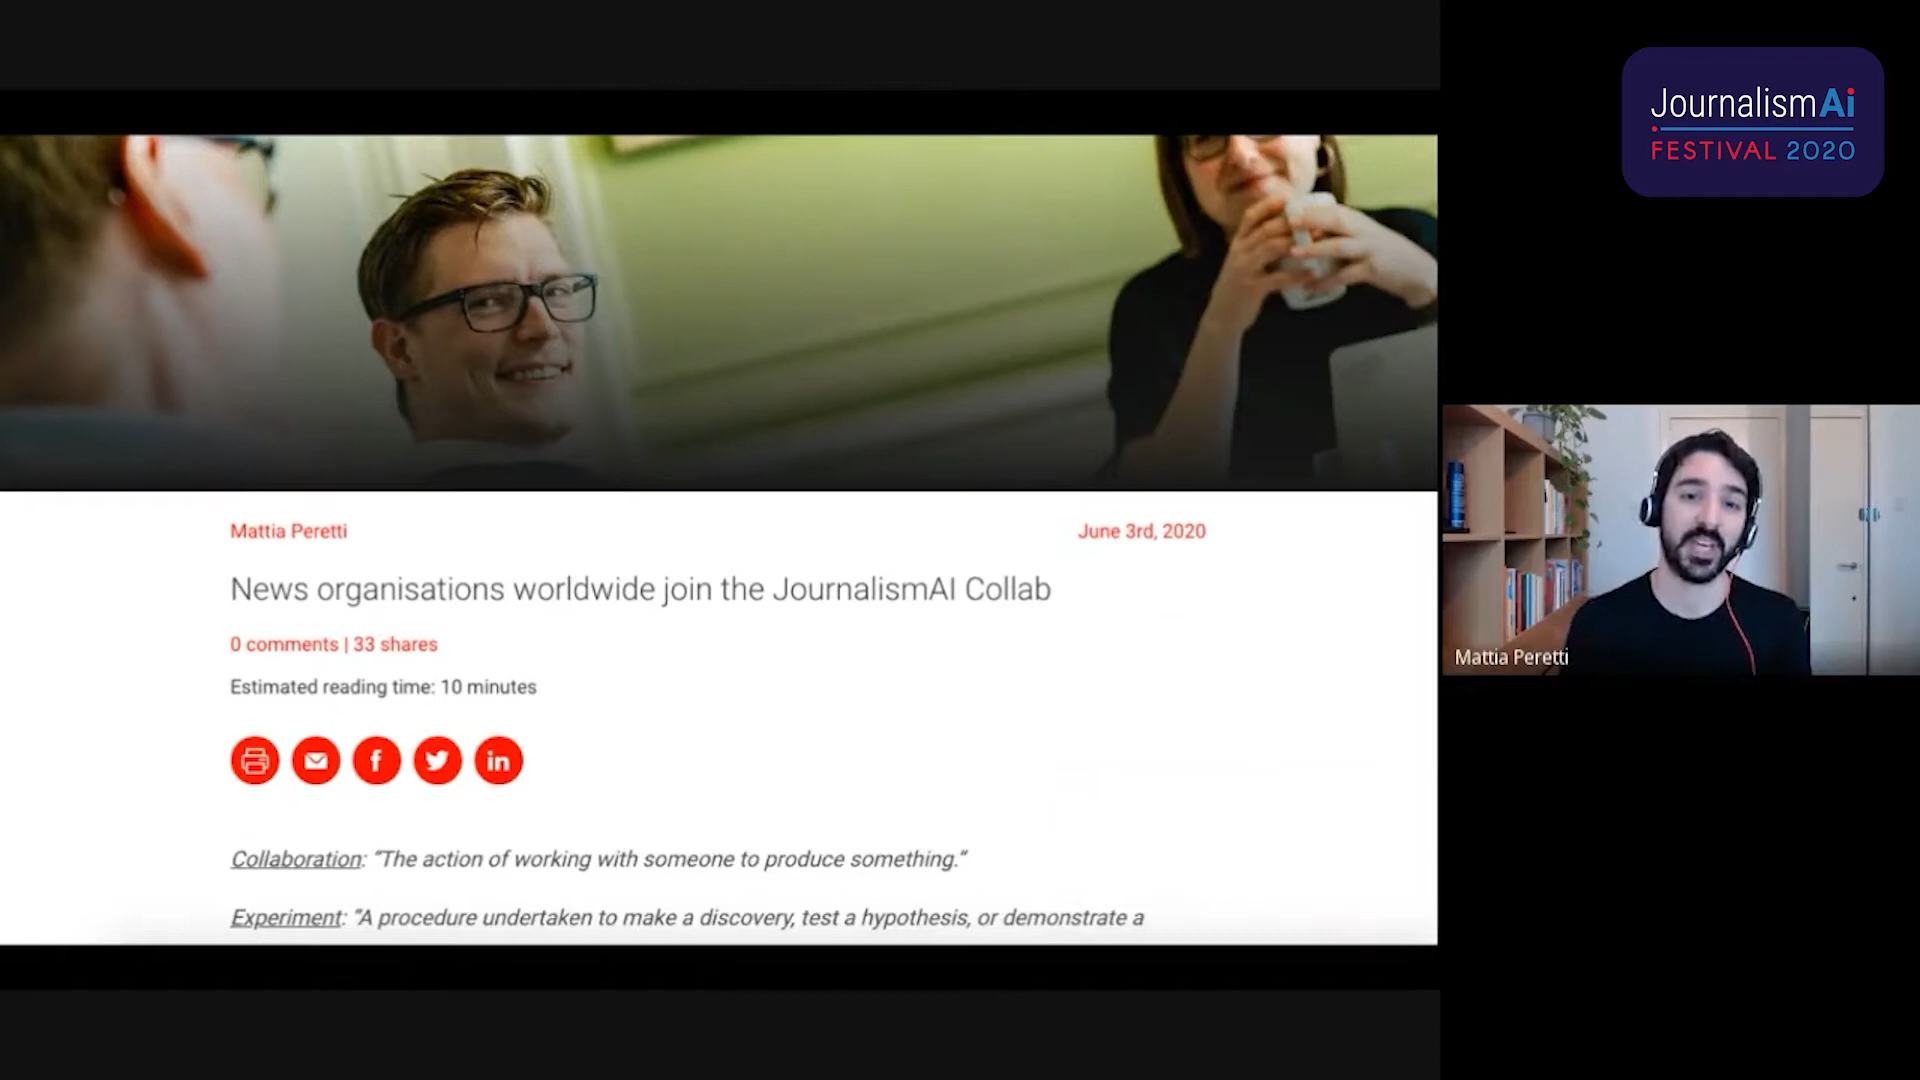 JournalismAi
FESTIVAL 2020
Mattia Peretti
June 3rd, 2020
News organisations worldwide join the JournalismAI Collab
0 comments | 33 shares
Estimated reading time: 10 minutes
f
in
Collaboration: “The action of working with someone to produce something.”
Experiment: “A procedure undertaken to make a discovery, test a hypothesis, or demonstrate a
Mattia Peretti